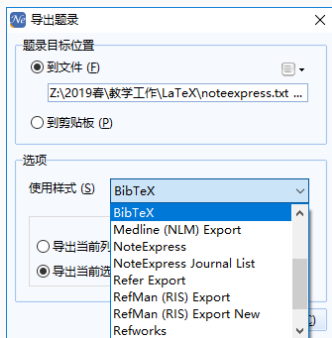 导出题录
题录目标位置
到文件 (F)
Z:\2019春\教学工作\LaTeX\noteexpress.txt ...
到剪贴板 (P)
选项
使用样式 (S)
BibTeX
BibTeX
Medline (NLM) Export
NoteExpress
导出当前列
NoteExpress Journal List
导出当前选
Refer Export
RefMan (RIS) Export
RefMan (RIS) Export New
Refworks